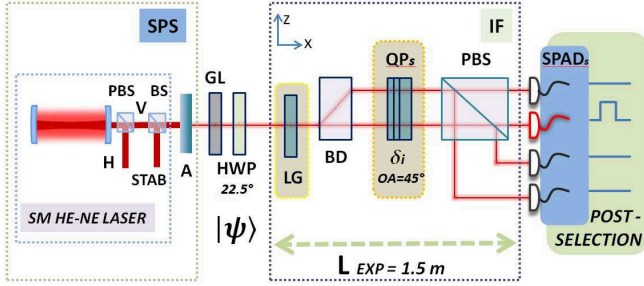 SPS
IF
Z
X
PBS
BS
V
GL
QPs
PBS
SPADs
H
STAB
A
HWP
22.5°
LG
BD
δi
OA=45°
SM HE-NE LASER
|ψ⟩
L EXP = 1.5 m
POST-
SELECTION